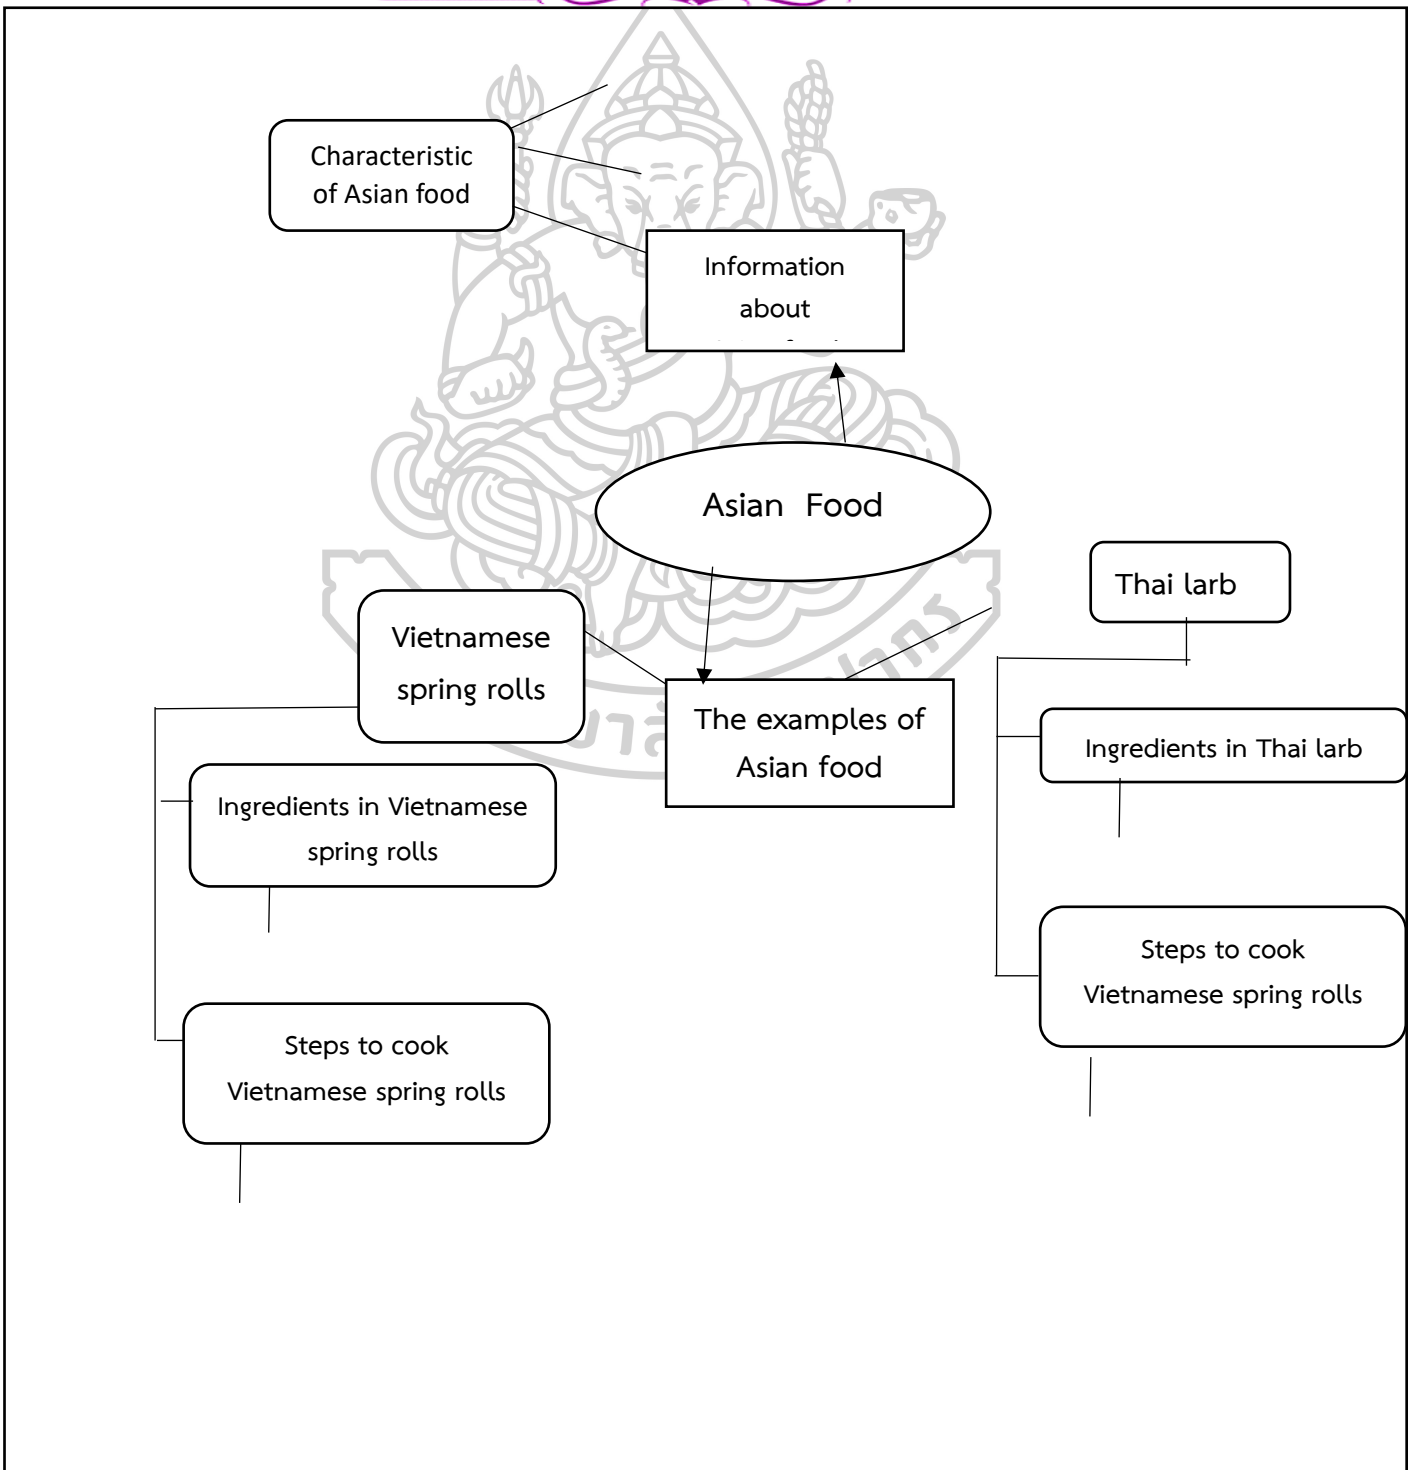 Characteristic
of Asian food
Information
about
Asian Food
Thai larb
Vietnamese
spring rolls
The examples of
Asian food
Ingredients in Thai larb
Ingredients in Vietnamese
spring rolls
Steps to cook
Vietnamese spring rolls
Steps to cook
Vietnamese spring rolls